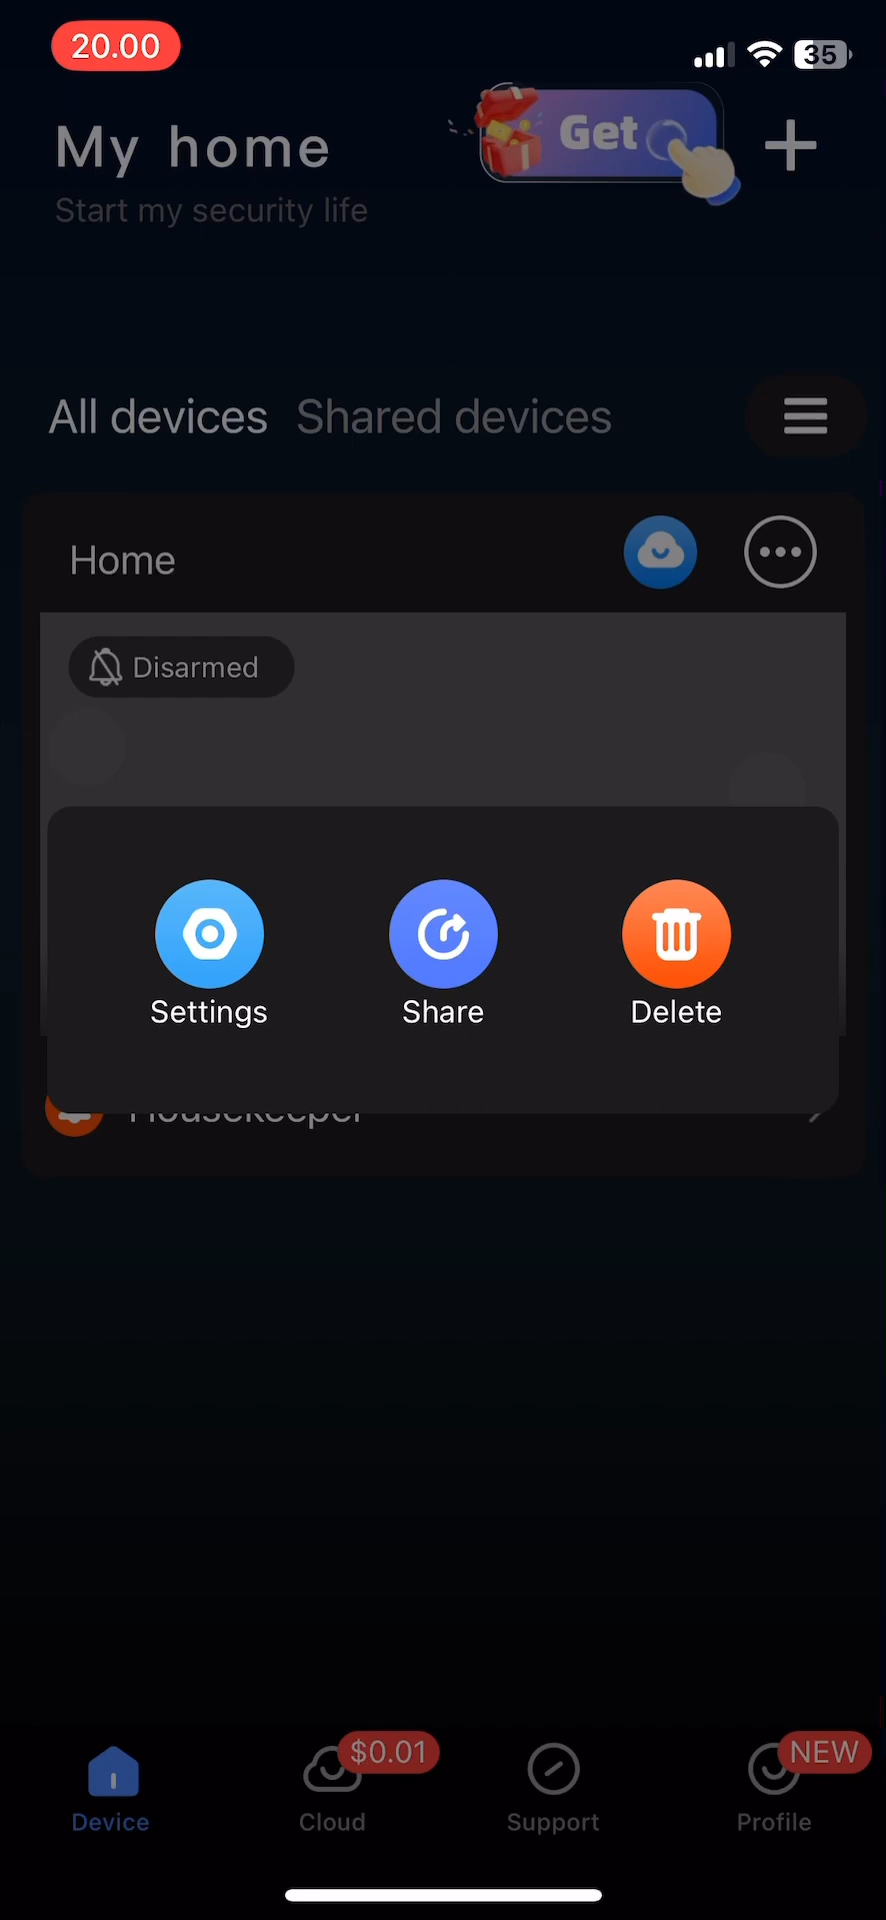 20.00
35
My home
Get
Start my security life
All devices
Shared devices
Home
Disarmed
Settings
Share
Delete
Housekeeper
$0.01
NEW
Device
Cloud
Support
Profile